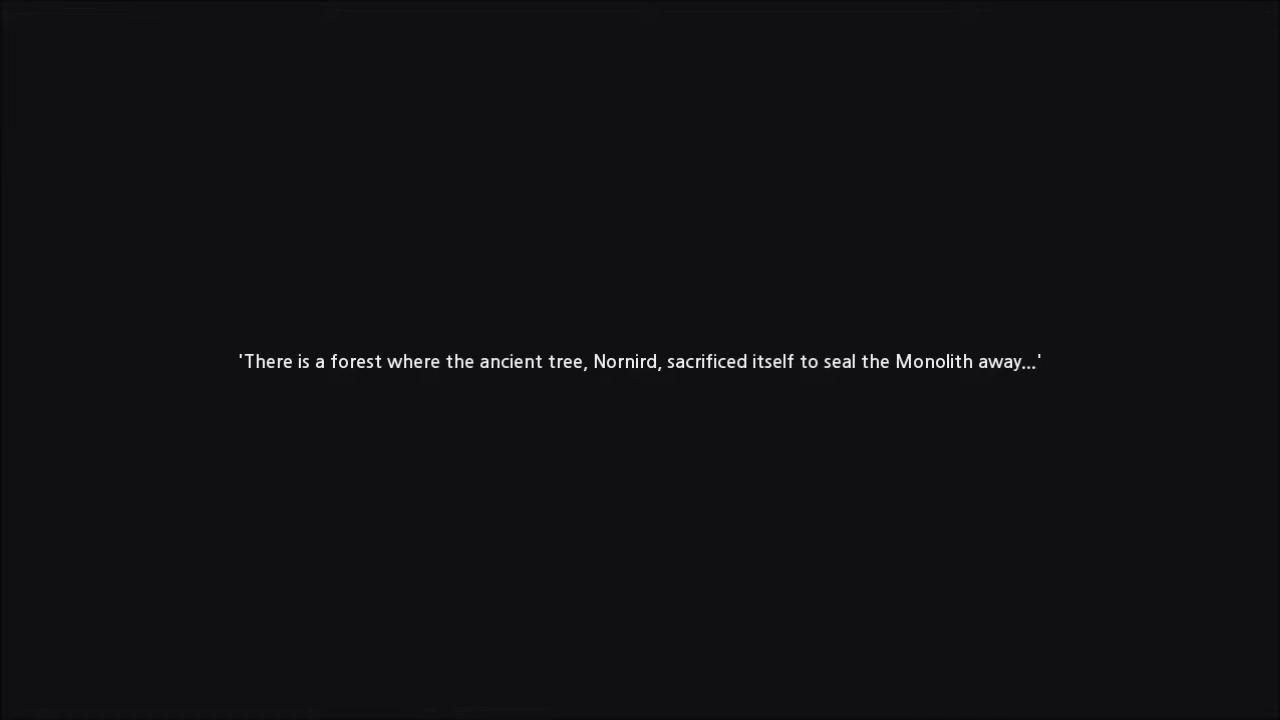 'There is a forest where the ancient tree, Nornird, sacrificed itself to seal the Monolith away...'